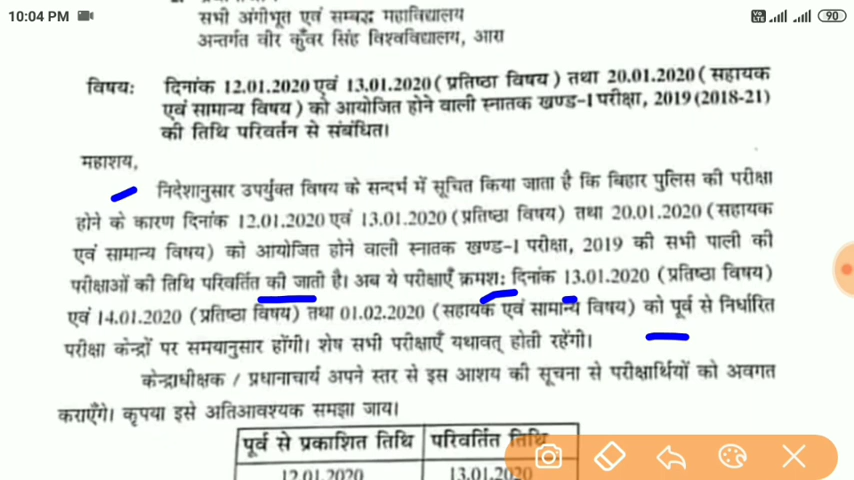 10:04 PM
90
सभी अंगीभूत एवं सम्बद्ध महाविद्यालय
अन्तर्गत वीर कुँवर सिंह विश्वविद्यालय, आरा
विषय: दिनांक 12.01.2020 एवं 13.01.2020 ( प्रतिष्ठा विषय ) तथा 20.01.2020 ( सहायक
एवं सामान्य विषय ) को आयोजित होने वाली स्नातक खण्ड-I परीक्षा, 2019 (2018-21)
की तिथि परिवर्तन से संबंधित।
महाशय,
निदेशानुसार उपर्युक्त विषय के सन्दर्भ में सूचित किया जाता है कि बिहार पुलिस की परीक्षा
होने के कारण दिनांक 12.01.2020 एवं 13.01.2020 ( प्रतिष्ठा विषय ) तथा 20.01.2020 ( सहायक
एवं सामान्य विषय ) को आयोजित होने वाली स्नातक खण्ड-I परीक्षा, 2019 की सभी पाली की
परीक्षाओं की तिथि परिवर्तित की जाती है। अब ये परीक्षाएँ क्रमश: दिनांक 13.01.2020 ( प्रतिष्ठा विषय )
एवं 14.01.2020 ( प्रतिष्ठा विषय ) तथा 01.02.2020 ( सहायक एवं सामान्य विषय ) को पूर्व से निर्धारित
परीक्षा केन्द्रों पर समयानुसार होंगी। शेष सभी परीक्षाएँ यथावत् होती रहेंगी।
केन्द्राधीक्षक / प्रधानाचार्य अपने स्तर से इस आशय की सूचना से परीक्षार्थियों को अवगत
कराएँगे। कृपया इसे अतिआवश्यक समझा जाय।
पूर्व से प्रकाशित तिथि परिवर्तित तिथि
12.01.2020 13.01.2020